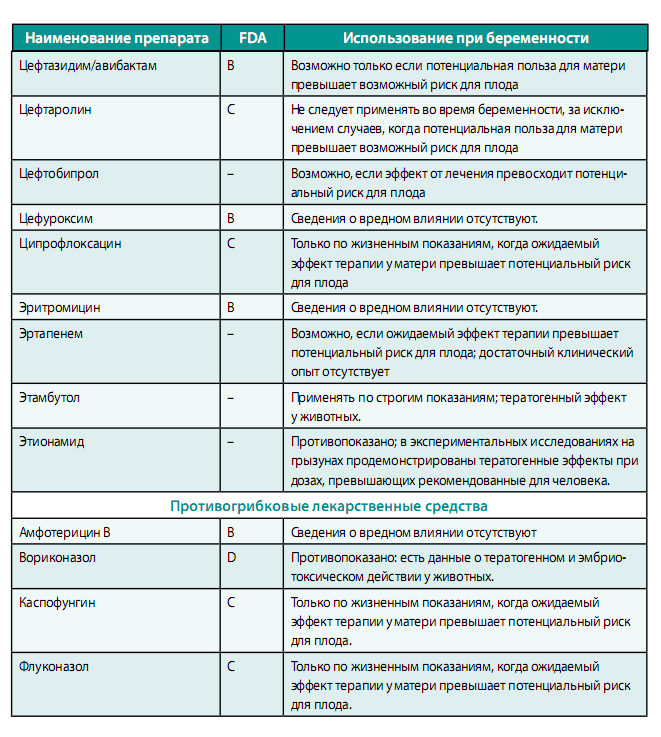 Наименование препарата FDA Использование при беременности
Цефтазидим/авибактам B Возможно только если потенциальная польза для матери
превышает возможный риск для плода
Цефтаролин C Не следует применять во время беременности, за исклю-
чением случаев, когда потенциальная польза для матери
превышает возможный риск для плода
Цефтобипрол – Возможно, если эффект от лечения превосходит потенци-
альный риск для плода
Цефуроксим B Сведения о вредном влиянии отсутствуют.
Ципрофлоксацин C Только по жизненным показаниям, когда ожидаемый
эффект терапии у матери превышает потенциальный риск
для плода
Эритромицин B Сведения о вредном влиянии отсутствуют.
Эртапенем – Возможно, если ожидаемый эффект терапии превышает
потенциальный риск для плода; достаточный клинический
опыт отсутствует
Этамбутол – Применять по строгим показаниям; тератогенный эффект
у животных.
Этионамид – Противопоказано; в экспериментальных исследованиях на
грызунах продемонстрированы тератогенные эффекты при
дозах, превышающих рекомендованные для человека.
Противогрибковые лекарственные средства
Амфотерицин B B Сведения о вредном влиянии отсутствуют
Вориконазол D Противопоказано: есть данные о тератогенном и эмбрио-
токсическом действии у животных.
Каспофунгин C Только по жизненным показаниям, когда ожидаемый
эффект терапии у матери превышает потенциальный риск
для плода.
Флуконазол C Только по жизненным показаниям, когда ожидаемый
эффект терапии у матери превышает потенциальный риск
для плода.